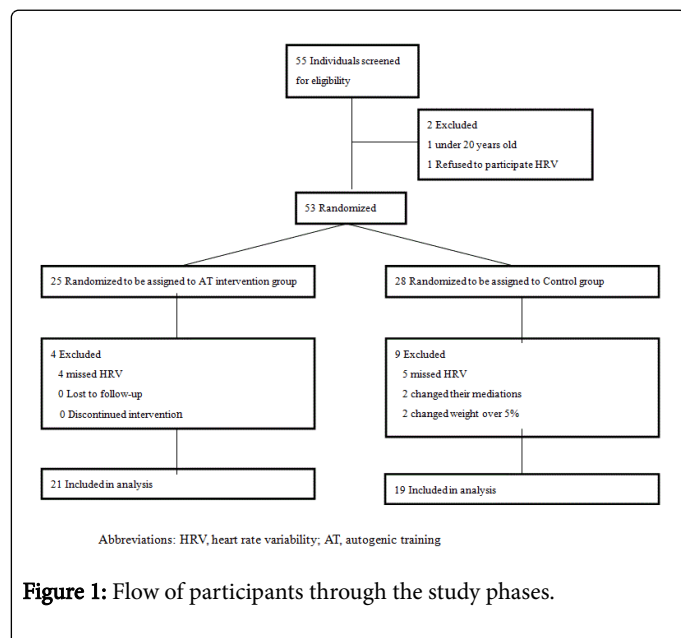 55 Individuals screened
for eligibility
2 Excluded
1 under 20 years old
1 Refused to participate HRV
53 Randomized
25 Randomized to be assigned to AT intervention group
28 Randomized to be assigned to Control group
4 Excluded
4 missed HRV
0 Lost to follow-up
0 Discontinued intervention
9 Excluded
5 missed HRV
2 changed their mediations
2 changed weight over 5%
21 Included in analysis
19 Included in analysis
Abbreviations: HRV, heart rate variability; AT, autogenic training
Figure 1: Flow of participants through the study phases.